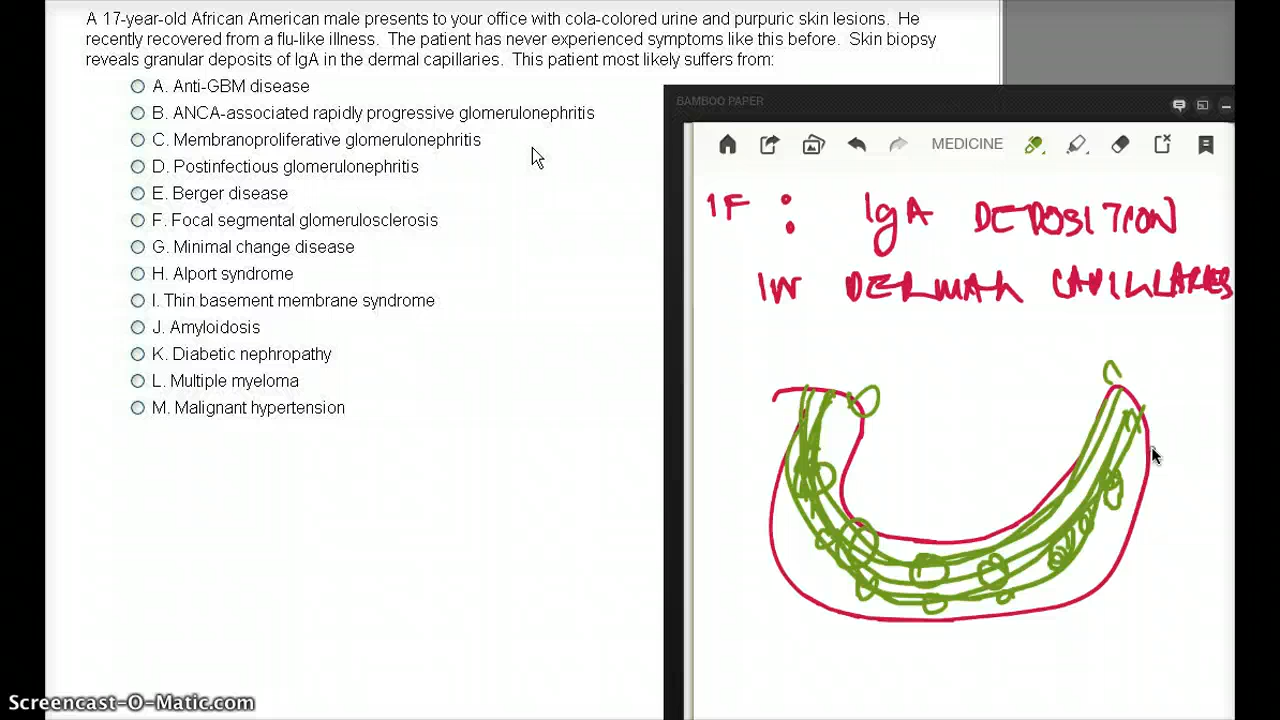 A 17-year-old African American male presents to your office with cola-colored urine and purpuric skin lesions. He
recently recovered from a flu-like illness. The patient has never experienced symptoms like this before. Skin biopsy
reveals granular deposits of IgA in the dermal capillaries. This patient most likely suffers from:
A. Anti-GBM disease
B. ANCA-associated rapidly progressive glomerulonephritis
C. Membranoproliferative glomerulonephritis
D. Postinfectious glomerulonephritis
E. Berger disease
F. Focal segmental glomerulosclerosis
G. Minimal change disease
H. Alport syndrome
I. Thin basement membrane syndrome
J. Amyloidosis
K. Diabetic nephropathy
L. Multiple myeloma
M. Malignant hypertension
BAMBOO PAPER
MEDICINE
IF : IgA DEPOSITION
IN DERMAL CAPILLARIES
Screencast-O-Matic.com